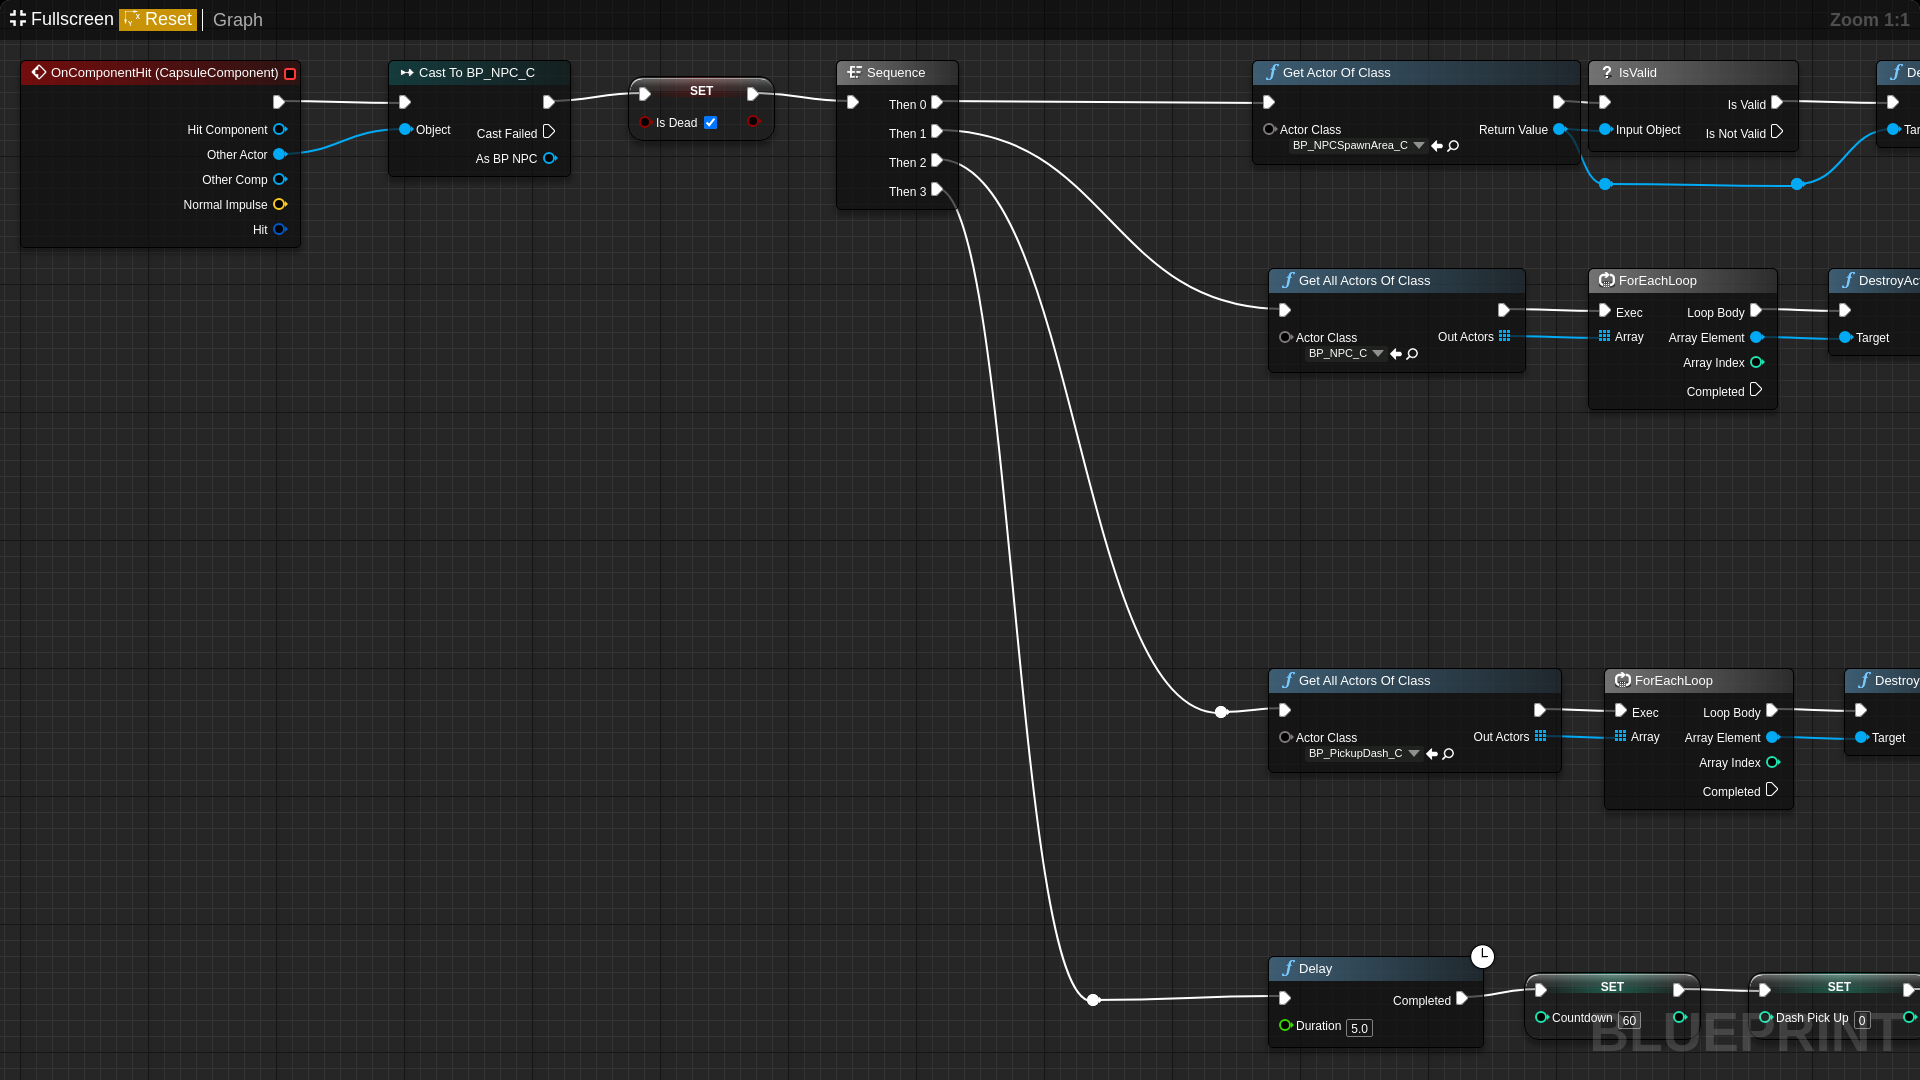 Fullscreen Reset Graph Zoom 1:1
OnComponentHit (CapsuleComponent)
Hit Component
Other Actor
Other Comp
Normal Impulse
Hit
Cast To BP_NPC_C
Object
Cast Failed
As BP NPC
SET
Is Dead
Sequence
Then 0
Then 1
Then 2
Then 3
Get Actor Of Class
Actor Class
Return Value
BP_NPCSpawnArea_C
? IsValid
Is Valid
Input Object
Is Not Valid
f De
Tar
f Get All Actors Of Class
Actor Class
Out Actors
BP_NPC_C
ForEachLoop
Exec
Loop Body
Array
Array Element
Array Index
Completed
f DestroyAct
Target
f Get All Actors Of Class
Actor Class
Out Actors
BP_PickupDash_C
ForEachLoop
Exec
Loop Body
Array
Array Element
Array Index
Completed
f Destroy
Target
f Delay
Completed
Duration 5.0
SET
Countdown 60
SET
Dash Pick Up 0
BLUEPRINT